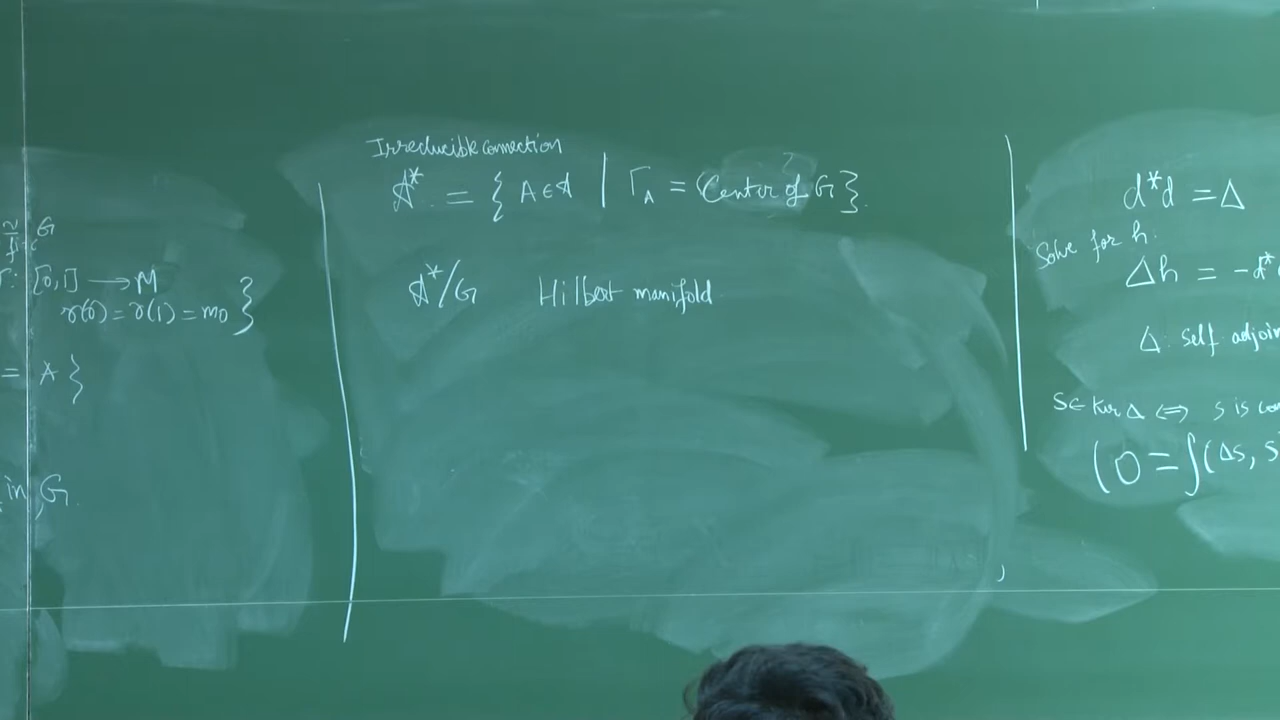 G
: [0,1] → M
γ(0) = γ(1) = m₀ }
= A }
in G.
Irreducible connection
𝒜* = { A ∈ 𝒜 | Γ_A = Center of G }.
𝒜*/G Hilbert manifold
d*d = Δ
Solve for h.
Δh = -d*
Δ: self adjoin
s ∈ Ker Δ ⇔ s is con
(0 = ∫(Δs, s